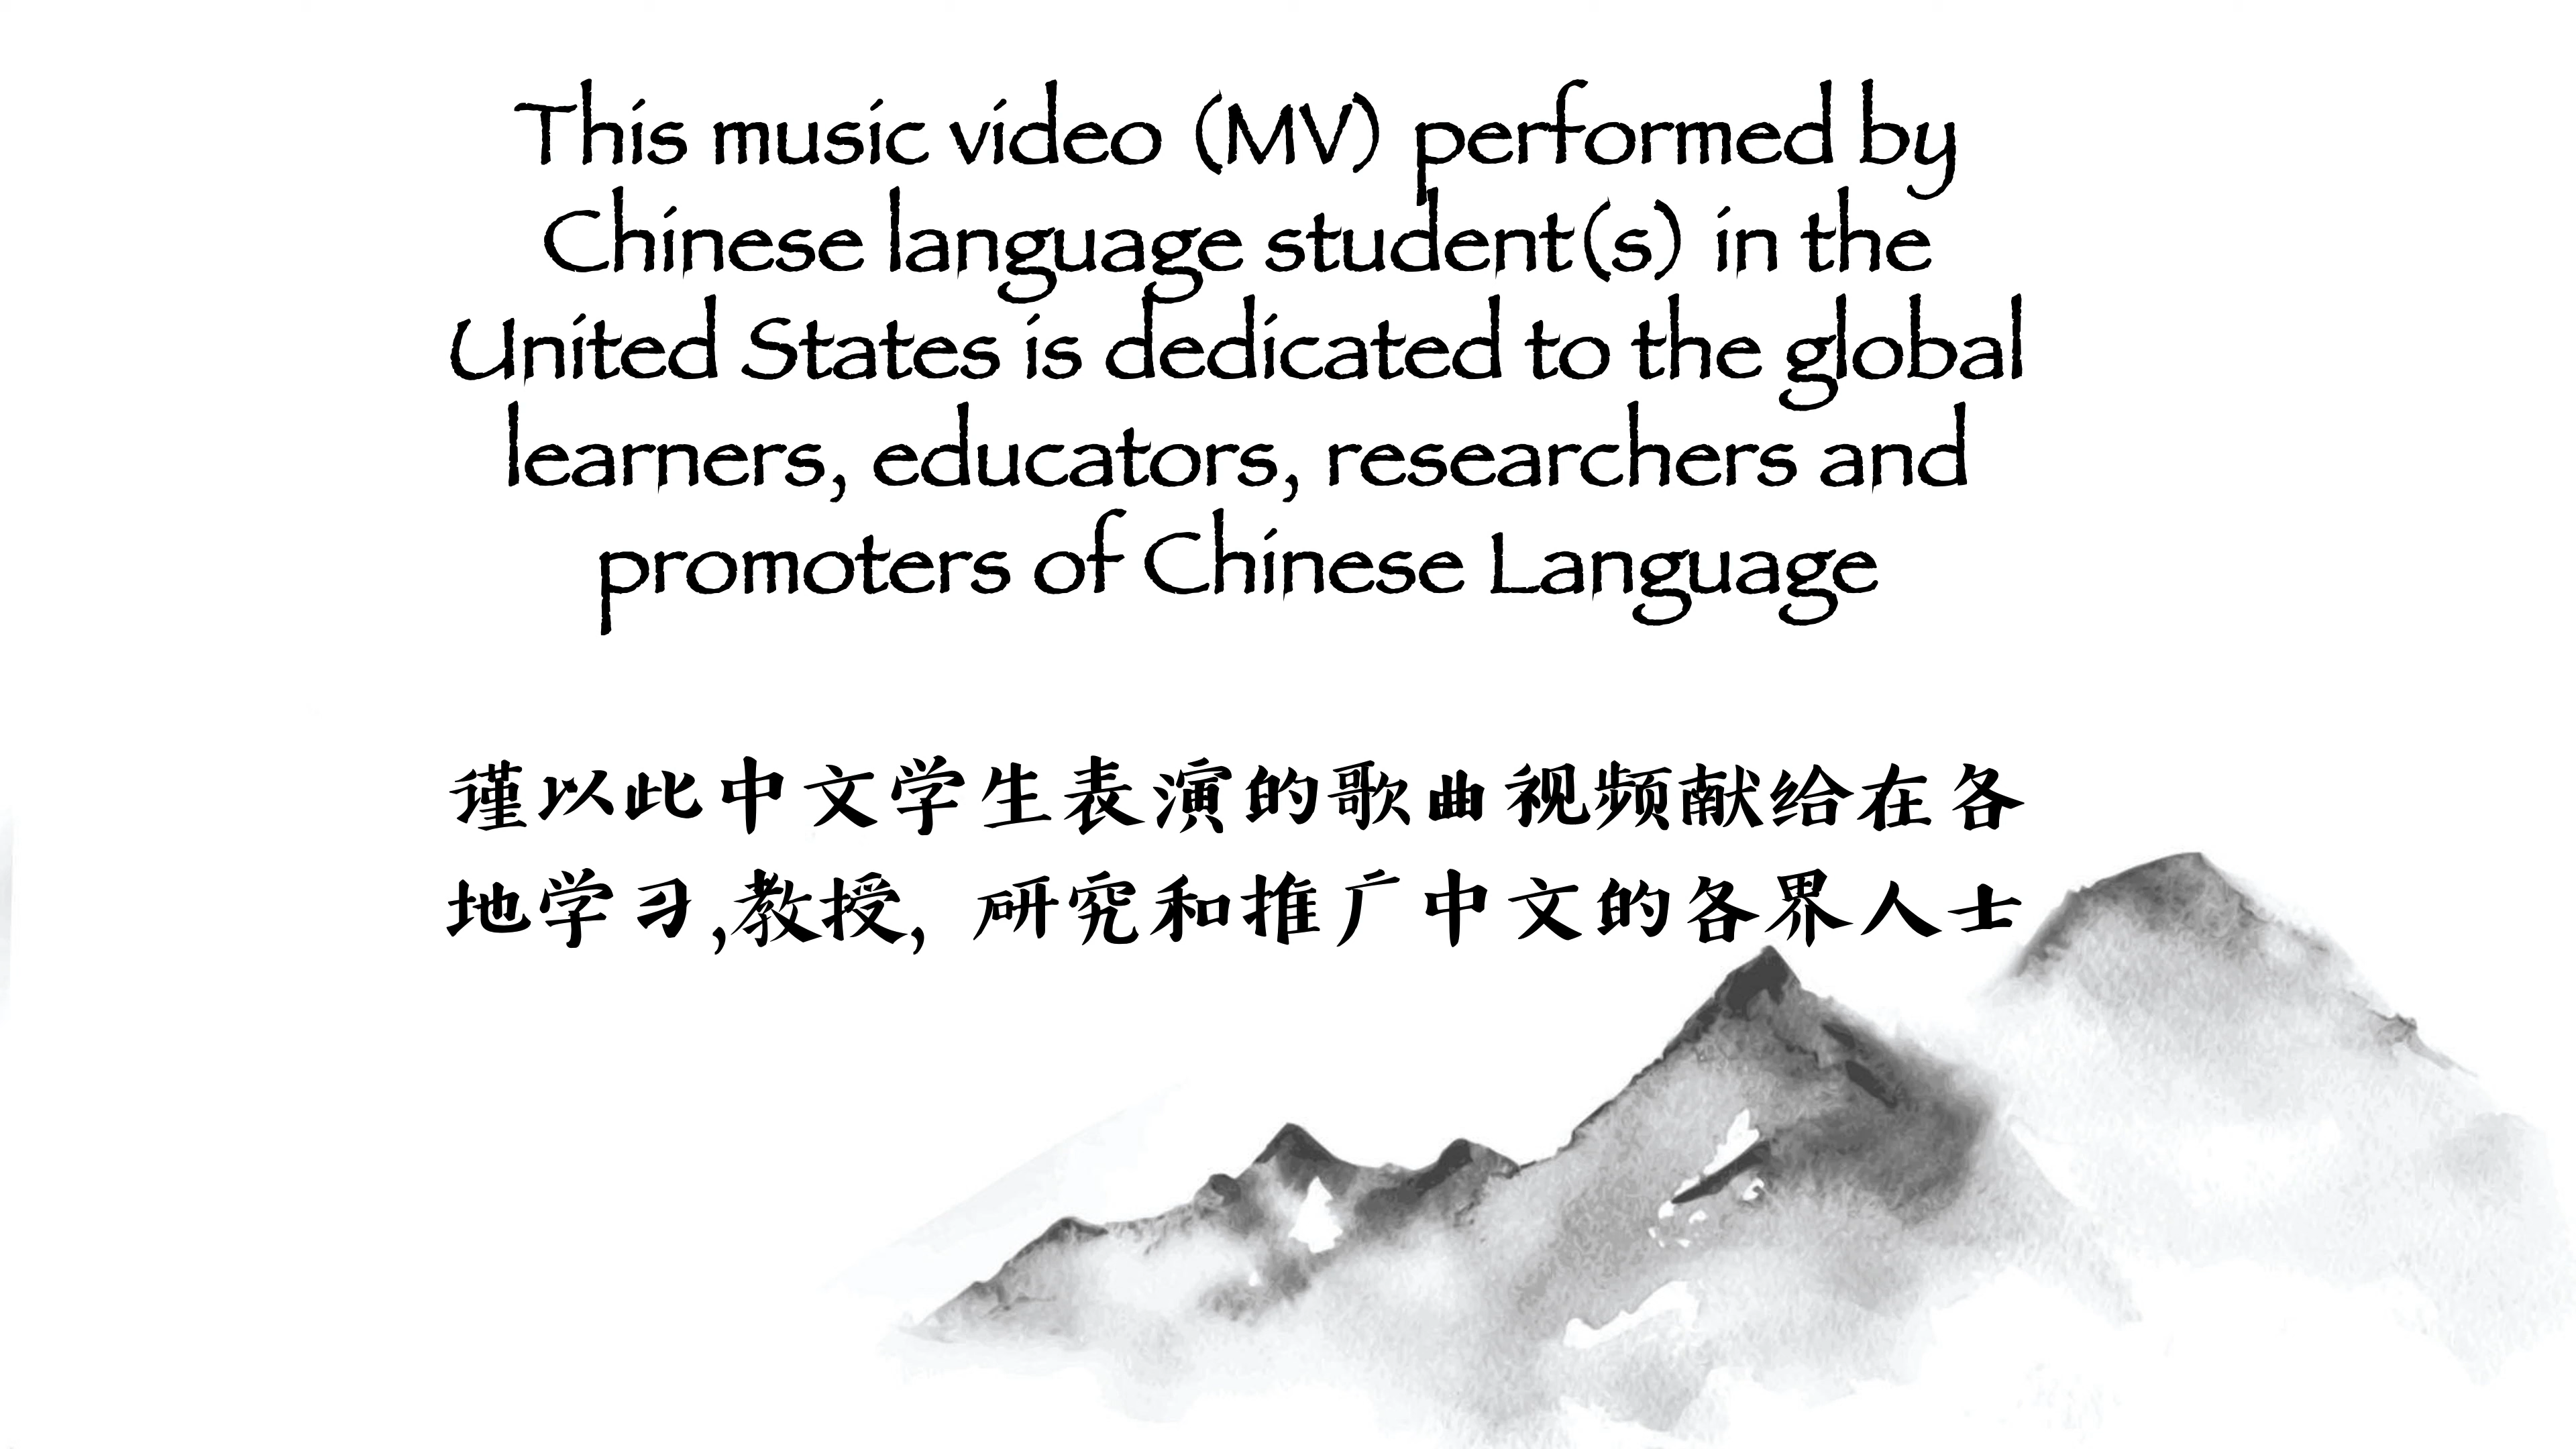 This music video (MV) performed by
Chinese language student(s) in the
United States is dedicated to the global
learners, educators, researchers and
promoters of Chinese Language
谨以此中文学生表演的歌曲视频献给在各
地学习,教授, 研究和推广中文的各界人士